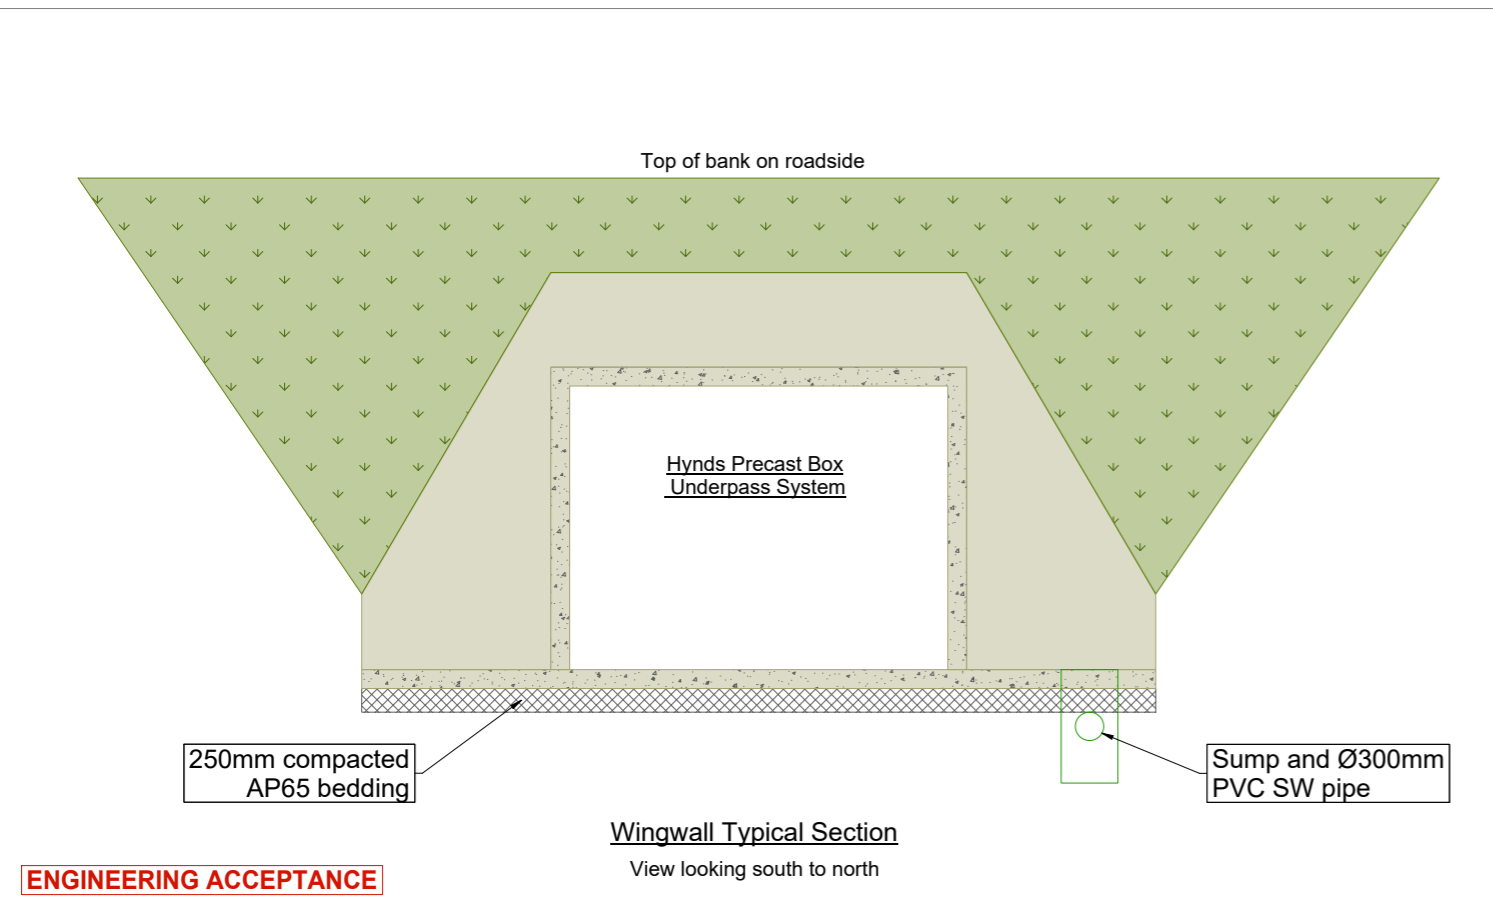 Top of bank on roadside
Hynds Precast Box
Underpass System
250mm compacted
AP65 bedding
Sump and Ø300mm
PVC SW pipe
Wingwall Typical Section
View looking south to north
ENGINEERING ACCEPTANCE